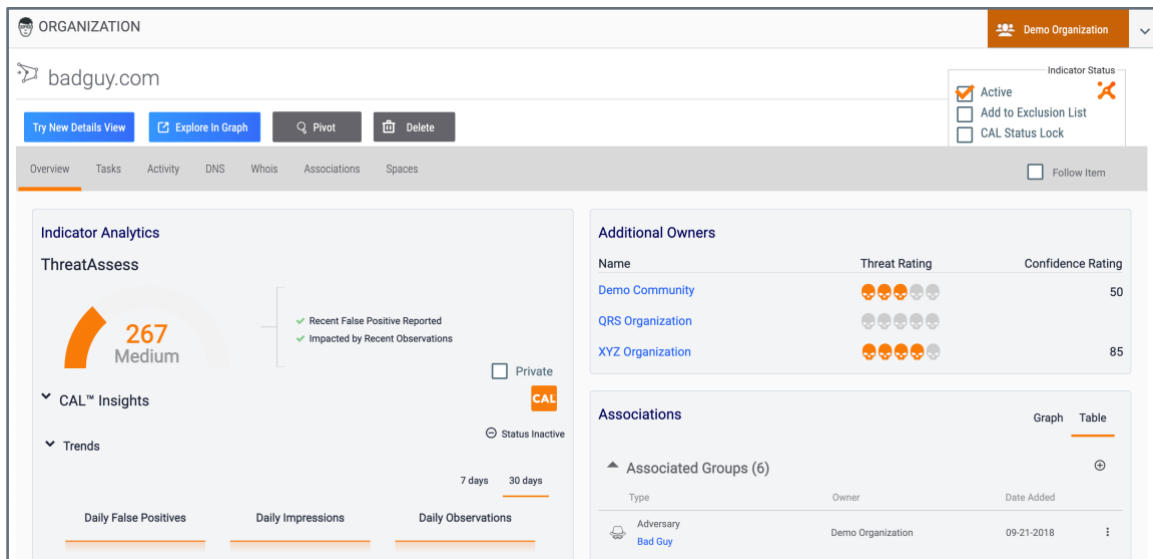 ORGANIZATION
Demo Organization
badguy.com
Indicator Status
Active
Add to Exclusion List
CAL Status Lock
Try New Details View
Explore In Graph
Pivot
Delete
Overview Tasks Activity DNS Whois Associations Spaces
Follow Item
Indicator Analytics
ThreatAssess
267
Medium
Recent False Positive Reported
Impacted by Recent Observations
Private
CAL™ Insights
CAL
Status Inactive
Trends
7 days 30 days
Daily False Positives Daily Impressions Daily Observations
Additional Owners
Name Threat Rating Confidence Rating
Demo Community 50
QRS Organization
XYZ Organization 85
Associations
Graph Table
Associated Groups (6)
Type Owner Date Added
Adversary
Bad Guy Demo Organization 09-21-2018